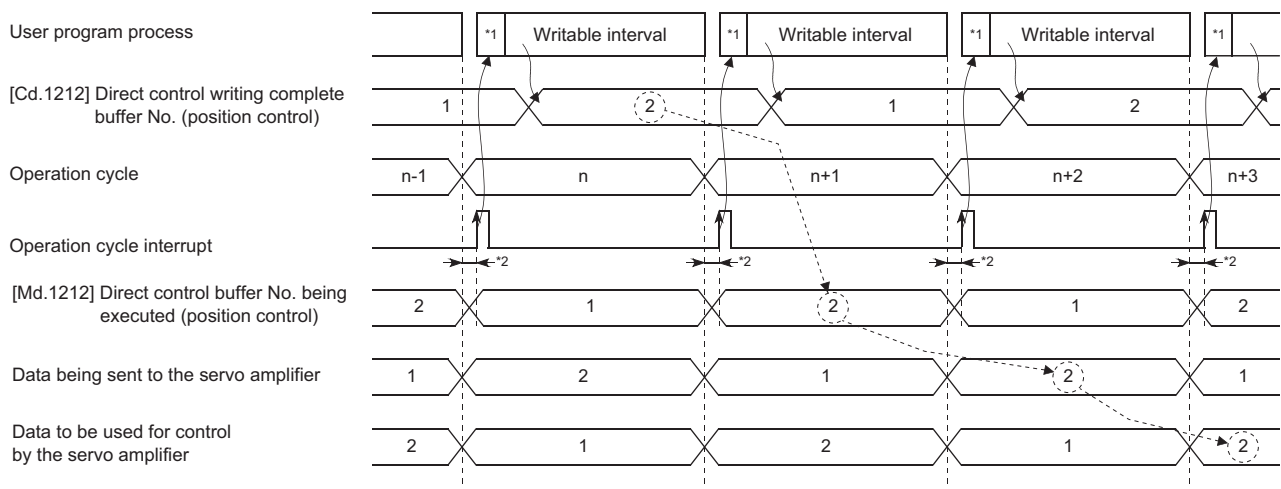 User program process
*1
Writable interval
*1
Writable interval
*1
Writable interval
*1
[Cd.1212] Direct control writing complete
buffer No. (position control)
1
2
1
2
Operation cycle
n-1
n
n+1
n+2
n+3
Operation cycle interrupt
*2
*2
*2
*2
[Md.1212] Direct control buffer No. being
executed (position control)
2
1
2
1
2
Data being sent to the servo amplifier
1
2
1
2
1
Data to be used for control
by the servo amplifier
2
1
2
1
2